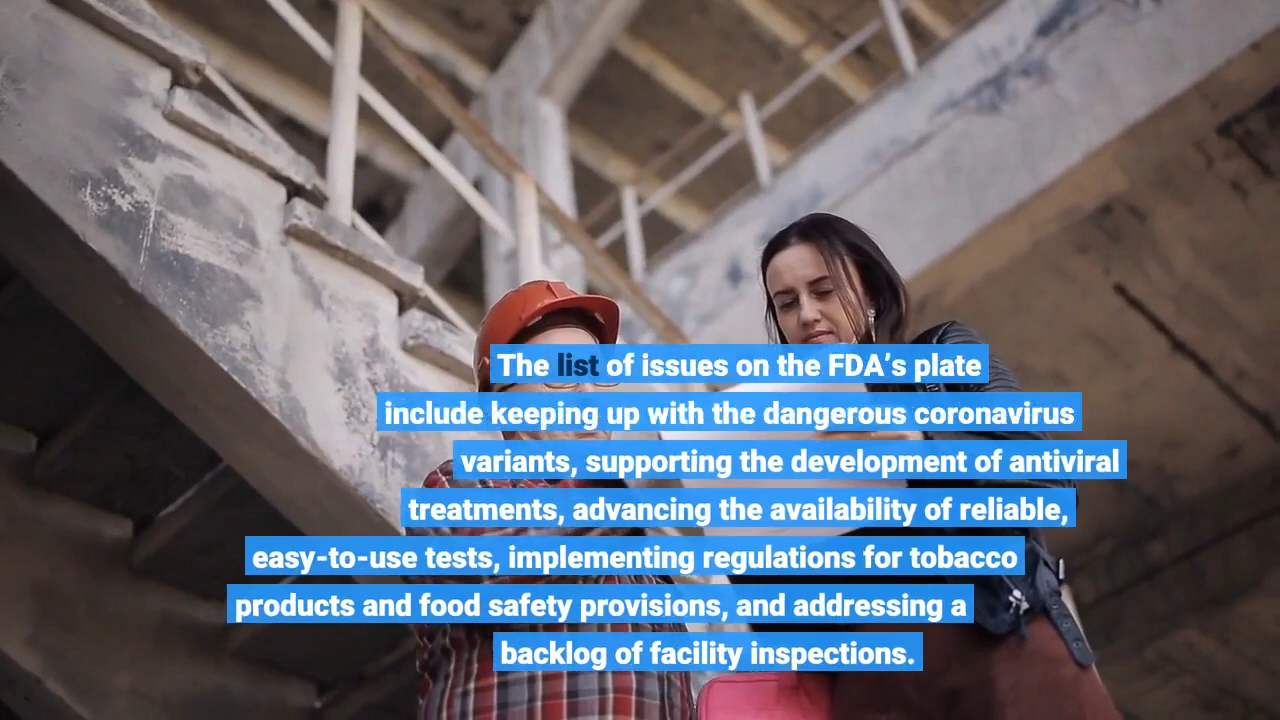 The list of issues on the FDA’s plate
include keeping up with the dangerous coronavirus
variants, supporting the development of antiviral
treatments, advancing the availability of reliable,
easy-to-use tests, implementing regulations for tobacco
products and food safety provisions, and addressing a
backlog of facility inspections.